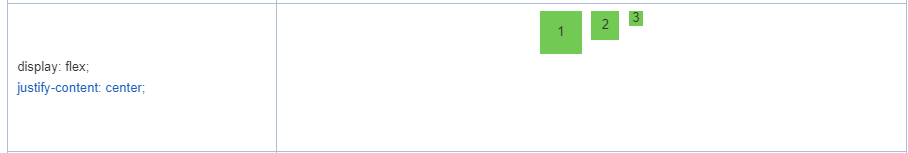 display: flex;
justify-content: center;
1
2
3